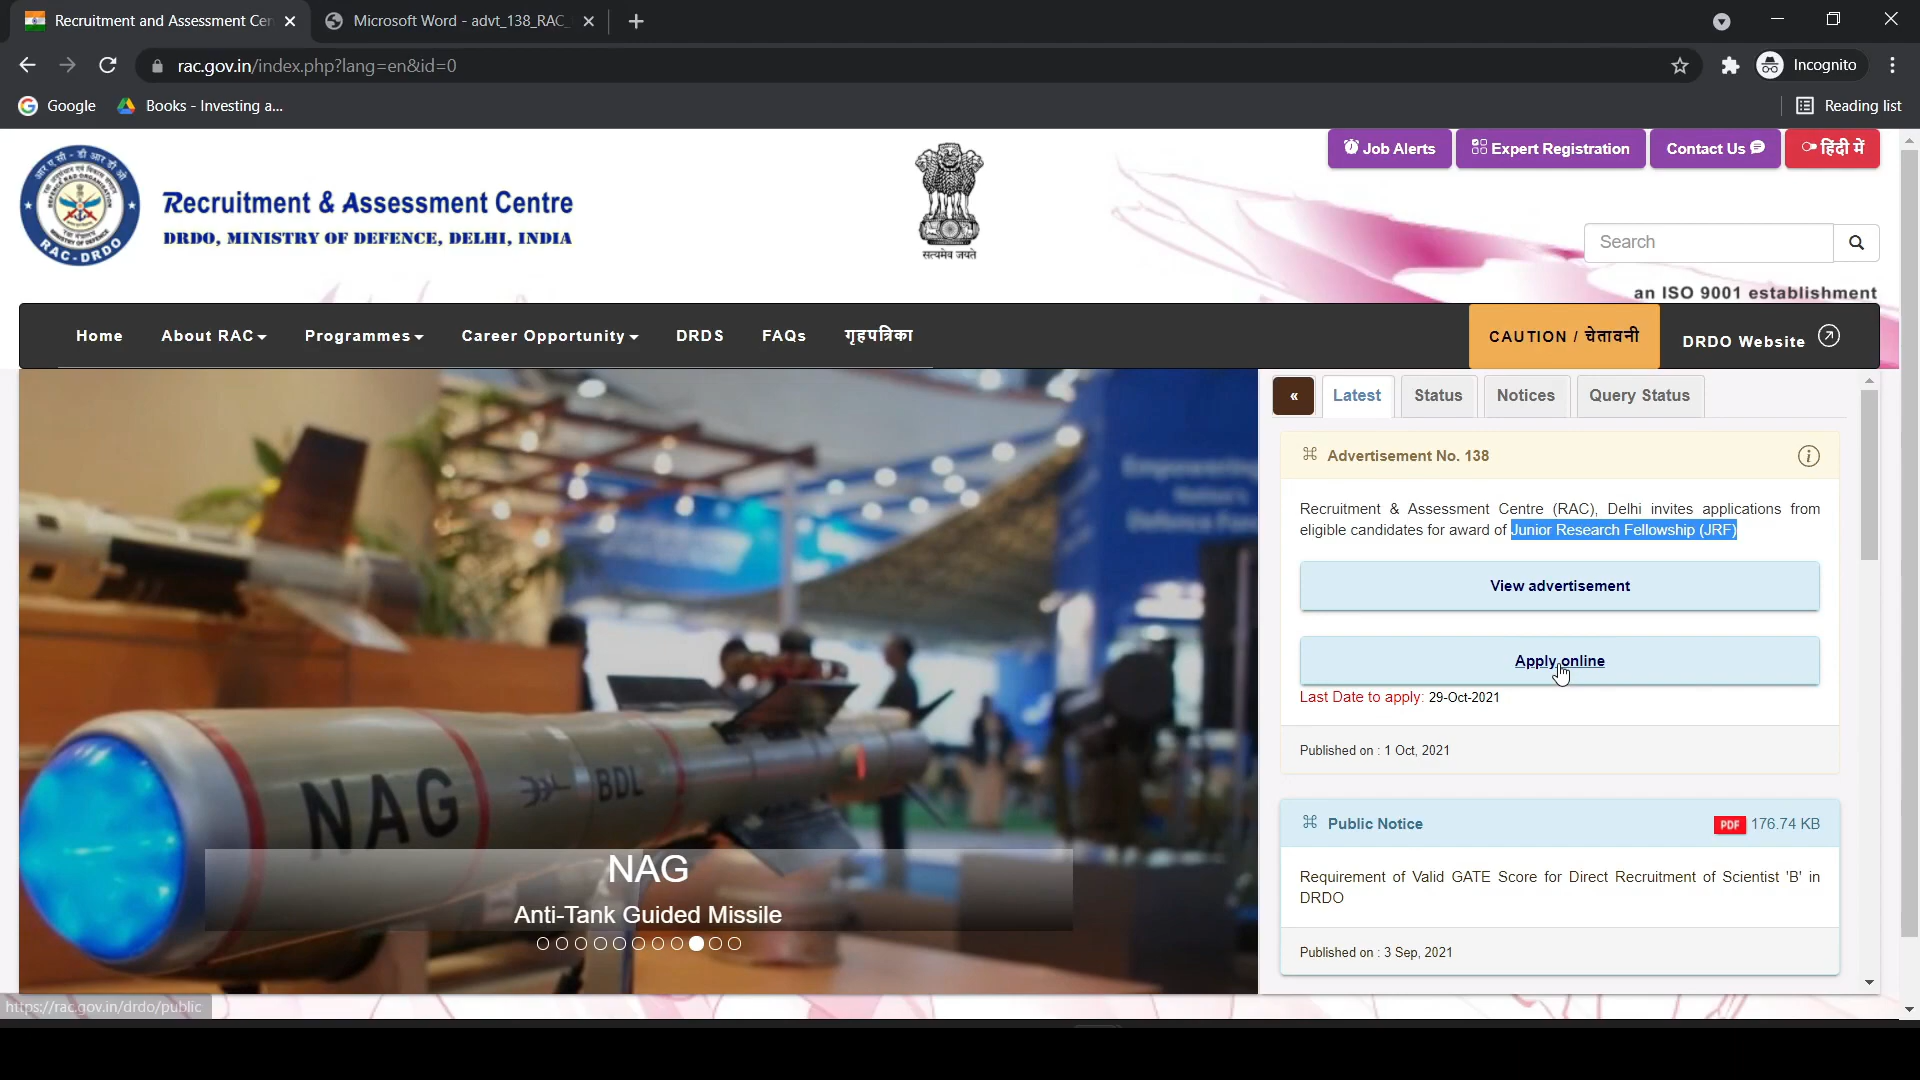 Recruitment and Assessment Cen
Microsoft Word - advt_138_RAC_
rac.gov.in/index.php?lang=en&id=0
Incognito
Google
Books - Investing a...
Reading list
Job Alerts
Expert Registration
Contact Us
हिंदी में
RAC-DRDO
Recruitment & Assessment Centre
DRDO, MINISTRY OF DEFENCE, DELHI, INDIA
सत्यमेव जयते
Search
an ISO 9001 establishment
Home
About RAC
Programmes
Career Opportunity
DRDS
FAQs
गृहपत्रिका
CAUTION / चेतावनी
DRDO Website
«
Latest
Status
Notices
Query Status
Advertisement No. 138
Recruitment & Assessment Centre (RAC), Delhi invites applications from
eligible candidates for award of Junior Research Fellowship (JRF)
View advertisement
Apply online
Last Date to apply: 29-Oct-2021
Published on : 1 Oct, 2021
Public Notice
PDF 176.74 KB
Requirement of Valid GATE Score for Direct Recruitment of Scientist 'B' in
DRDO
Published on : 3 Sep, 2021
NAG
BDL
NAG
Anti-Tank Guided Missile
https://rac.gov.in/drdo/public